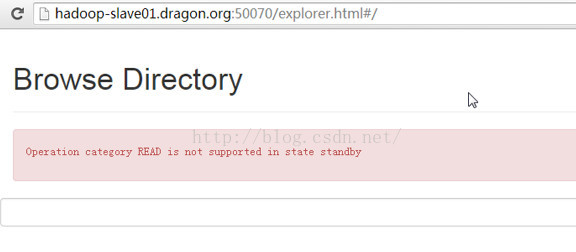 hadoop-slave01.dragon.org:50070/explorer.html#/
Browse Directory
http://blog.csdn.net/
Operation category READ is not supported in state standby